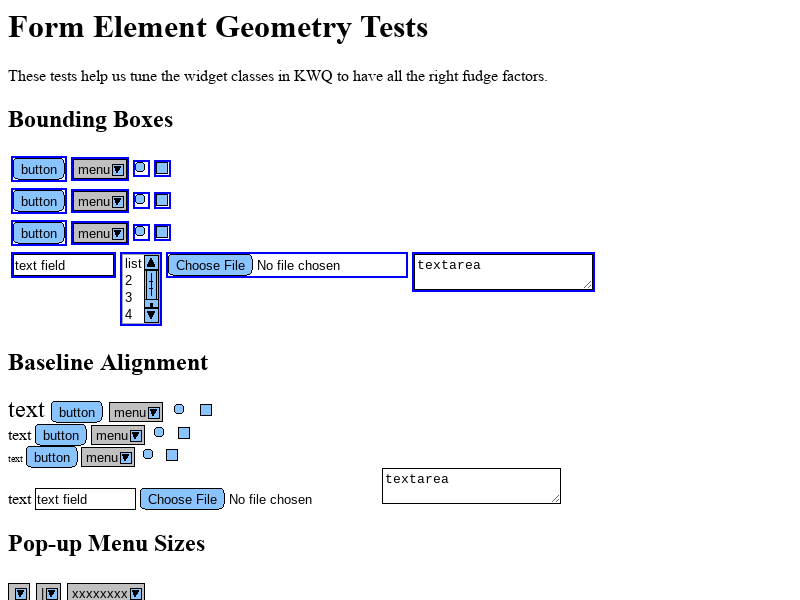 Form Element Geometry Tests
These tests help us tune the widget classes in KWQ to have all the right fudge factors.
Bounding Boxes
button menu
button menu
button menu
text field list Choose File No file chosen textarea
2
3
4
Baseline Alignment
text button menu
text button menu
text button menu
textarea
text text field Choose File No file chosen
Pop-up Menu Sizes
| xxxxxxxx